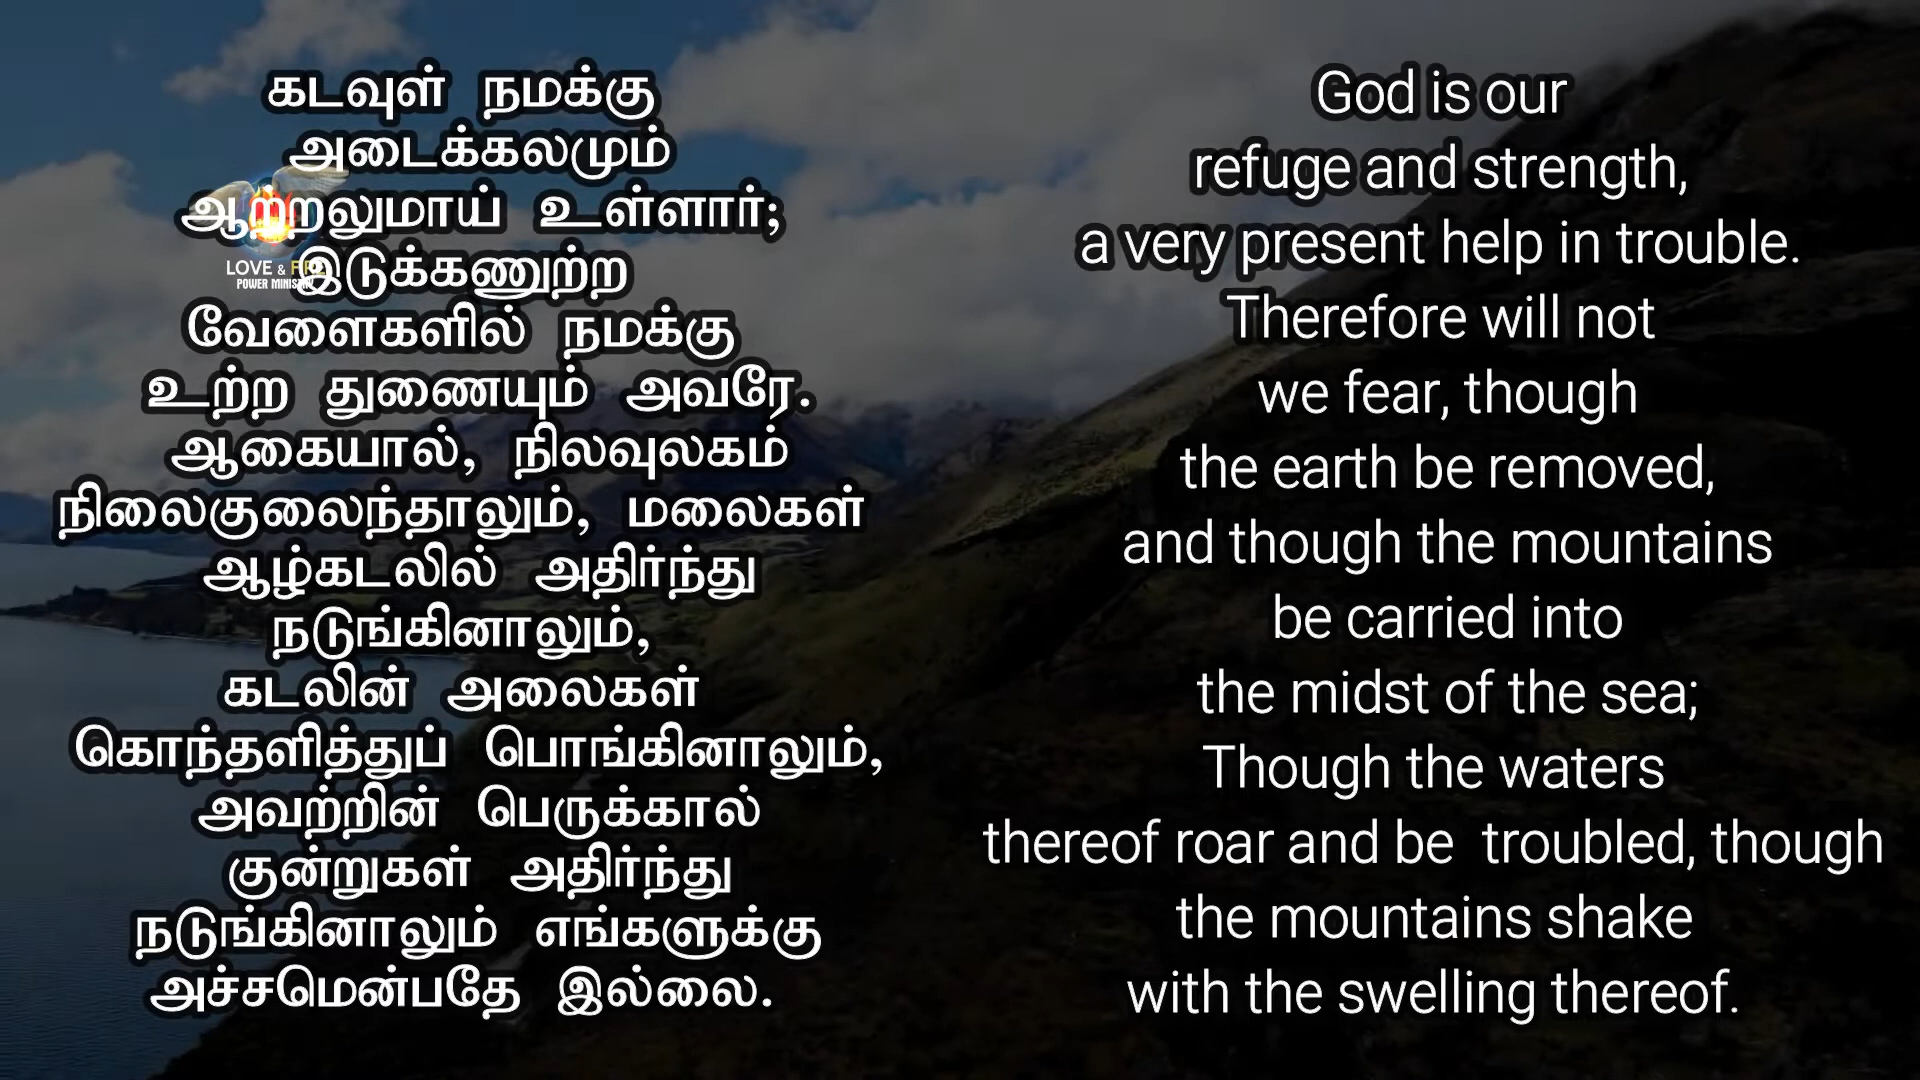 கடவுள் நமக்கு
அடைக்கலமும்
ஆற்றலுமாய் உள்ளார்;
இடுக்கணுற்ற
வேளைகளில் நமக்கு
உற்ற துணையும் அவரே.
ஆகையால், நிலவுலகம்
நிலைகுலைந்தாலும், மலைகள்
ஆழ்கடலில் அதிர்ந்து
நடுங்கினாலும்,
கடலின் அலைகள்
கொந்தளித்துப் பொங்கினாலும்,
அவற்றின் பெருக்கால்
குன்றுகள் அதிர்ந்து
நடுங்கினாலும் எங்களுக்கு
அச்சமென்பதே இல்லை.
LOVE &
POWER
God is our
refuge and strength,
a very present help in trouble.
Therefore will not
we fear, though
the earth be removed,
and though the mountains
be carried into
the midst of the sea;
Though the waters
thereof roar and be  troubled, though
the mountains shake
with the swelling thereof.